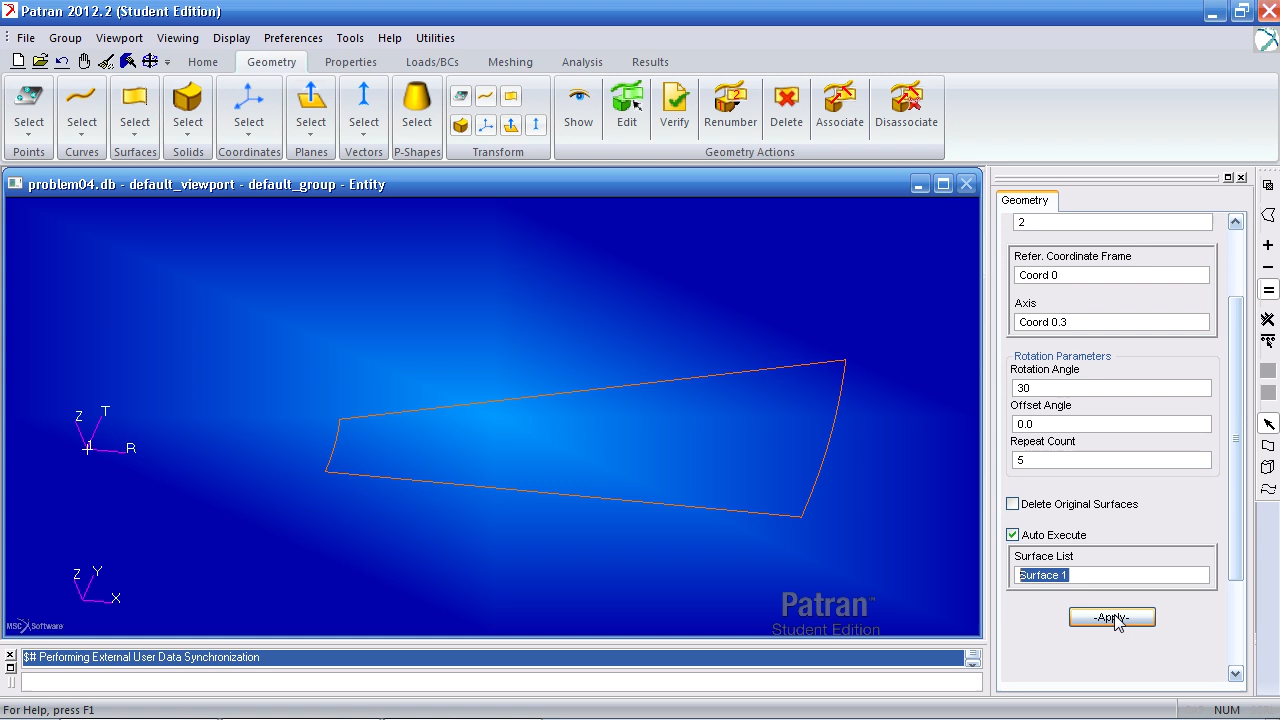 Patran 2012.2 (Student Edition)
File Group Viewport Viewing Display Preferences Tools Help Utilities
Home Geometry Properties Loads/BCs Meshing Analysis Results
Select Select Select Select Select Select Select Select Show Edit Verify Renumber Delete Associate Disassociate
Points Curves Surfaces Solids Coordinates Planes Vectors P-Shapes Transform Geometry Actions
problem04.db - default_viewport - default_group - Entity
Z T
1 R
Z Y
X
MSC Software
Patran™
Student Edition
$# Performing External User Data Synchronization
Geometry
2
Refer. Coordinate Frame
Coord 0
Axis
Coord 0.3
Rotation Parameters
Rotation Angle
30
Offset Angle
0.0
Repeat Count
5
Delete Original Surfaces
Auto Execute
Surface List
Surface 1
-Apply-
For Help, press F1
NUM